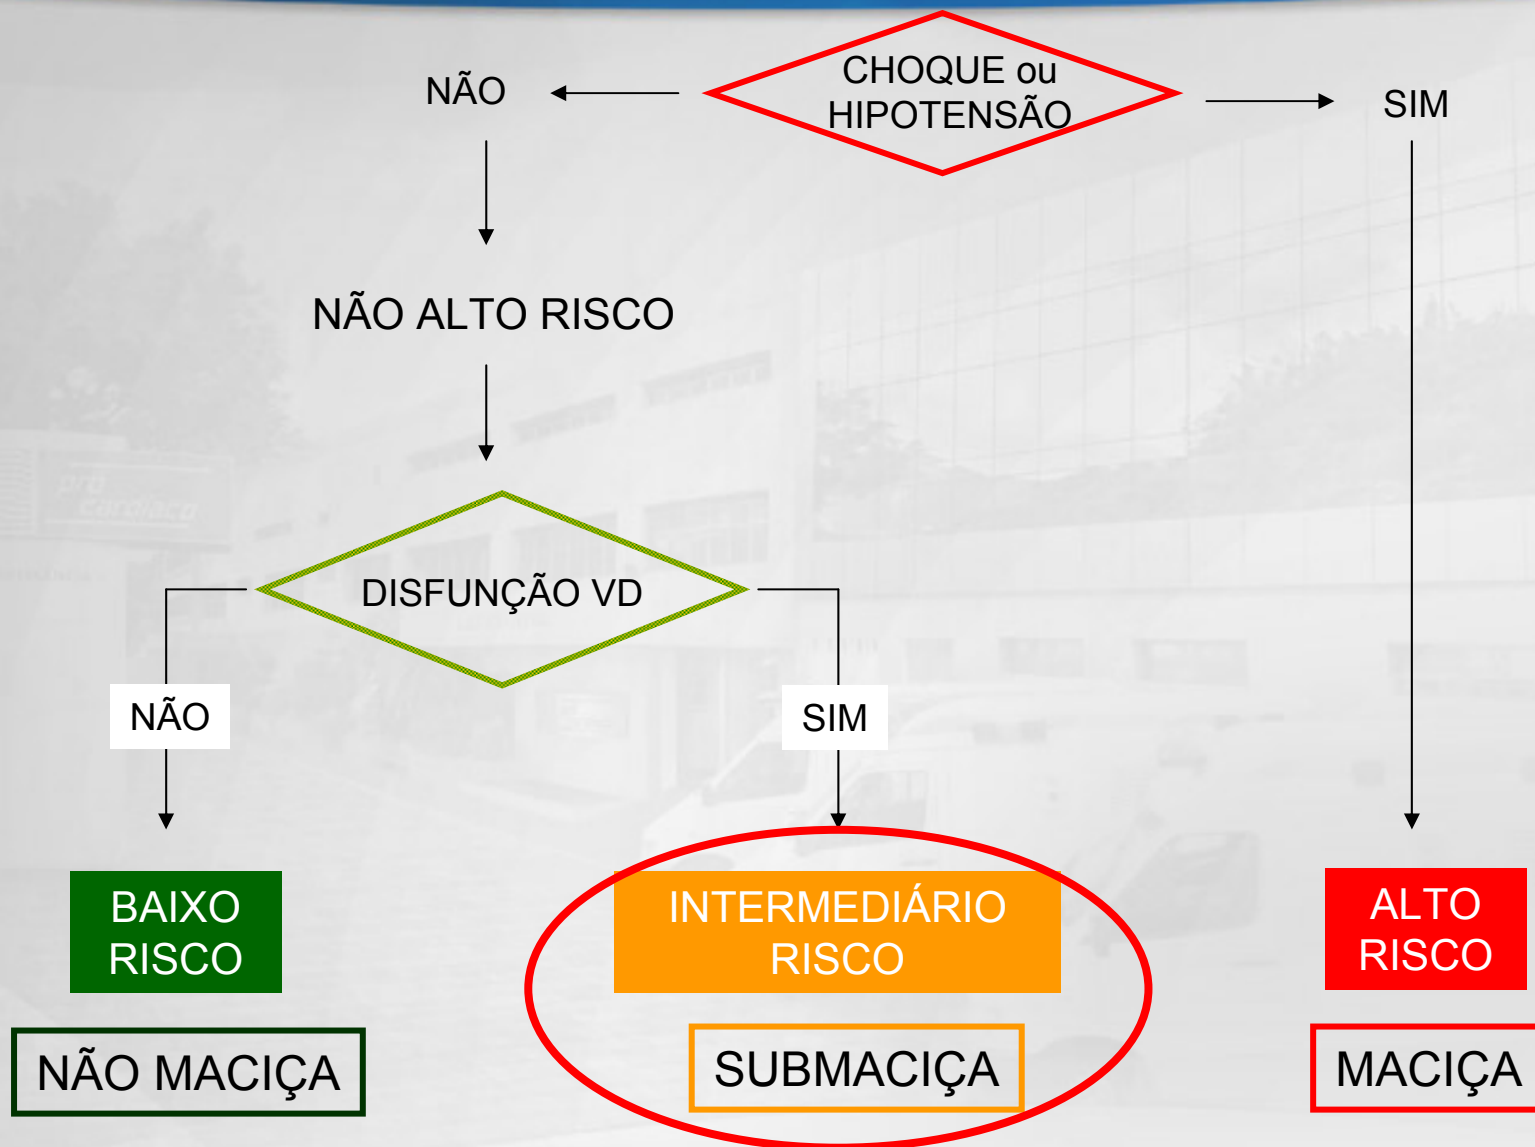 CHOQUE ou
HIPOTENSÃO
NÃO
SIM
NÃO ALTO RISCO
DISFUNÇÃO VD
NÃO
SIM
BAIXO
RISCO
INTERMEDIÁRIO
RISCO
ALTO
RISCO
NÃO MACIÇA
SUBMACIÇA
MACIÇA